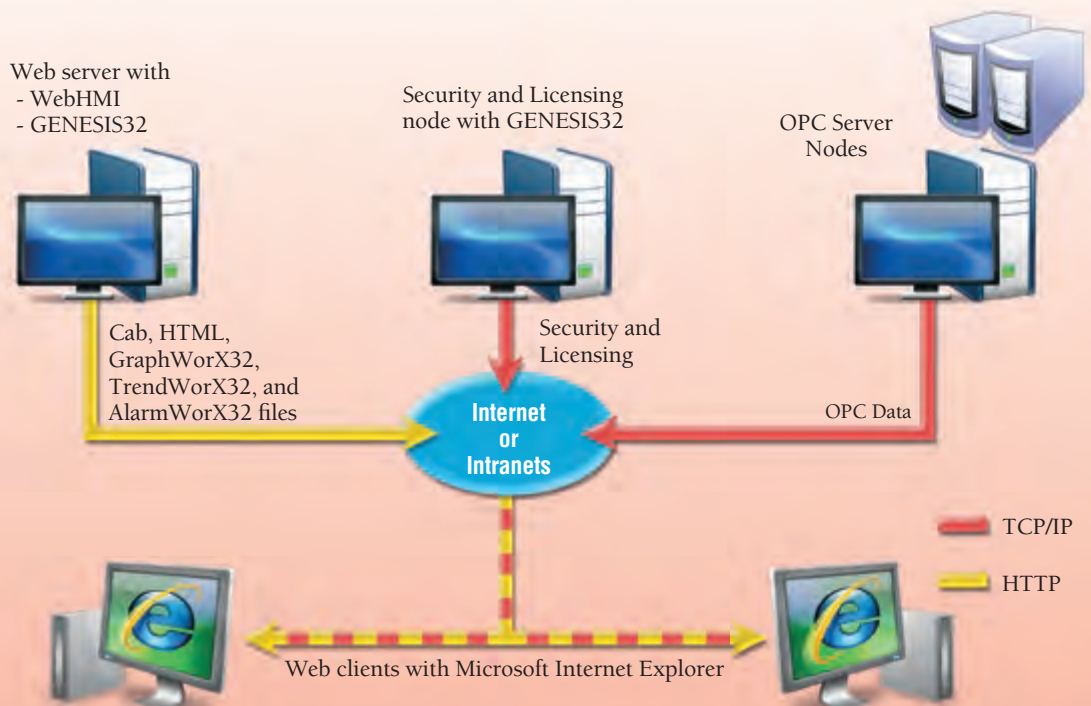 Web server with
- WebHMI
- GENESIS32
Security and Licensing
node with GENESIS32
OPC Server
Nodes
Cab, HTML,
GraphWorX32,
TrendWorX32, and
AlarmWorX32 files
Security and
Licensing
OPC Data
Internet
or
Intranets
TCP/IP
HTTP
Web clients with Microsoft Internet Explorer